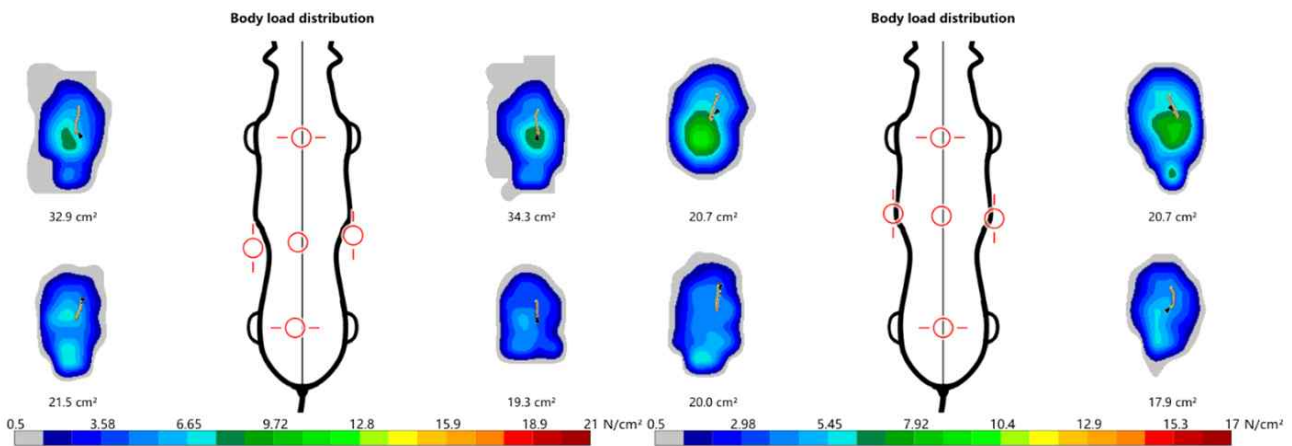 Body load distribution
32.9 cm²
34.3 cm²
21.5 cm²
19.3 cm²
0.5 3.58 6.65 9.72 12.8 15.9 18.9 21 N/cm²
Body load distribution
20.7 cm²
20.7 cm²
20.0 cm²
17.9 cm²
0.5 2.98 5.45 7.92 10.4 12.9 15.3 17 N/cm²